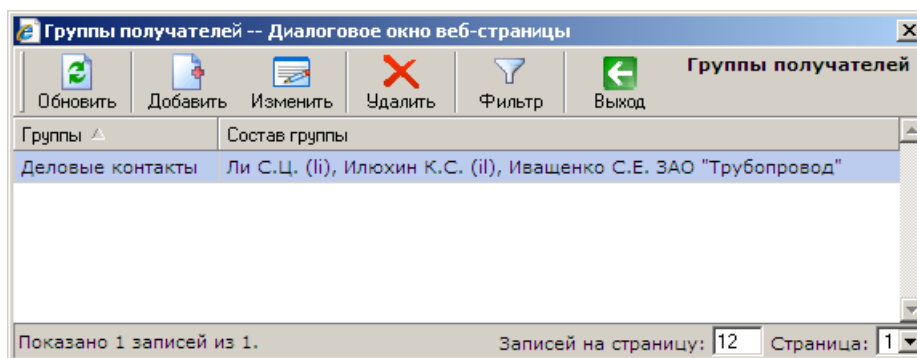 Группы получателей -- Диалоговое окно веб-страницы
Обновить Добавить Изменить Удалить Фильтр Выход Группы получателей
Группы Состав группы
Деловые контакты Ли С.Ц. (li), Илюхин К.С. (il), Иващенко С.Е. ЗАО "Трубопровод"
Показано 1 записей из 1. Записей на страницу: 12 Страница: 1